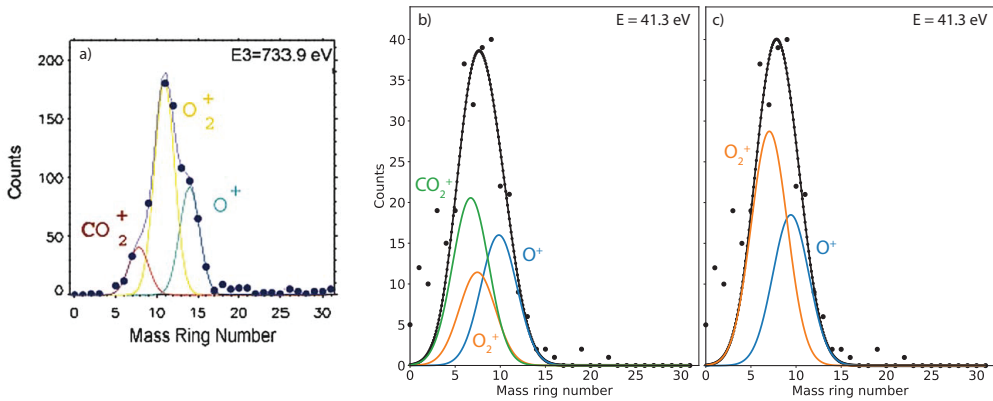 a) E3=733.9 eV
200
150
100
50
0
Counts
O₂⁺
O⁺
CO₂⁺
0 5 10 15 20 25 30
Mass Ring Number
b) E = 41.3 eV
40
35
30
25
20
15
10
5
0
Counts
CO₂⁺
O⁺
O₂⁺
0 5 10 15 20 25 30
Mass ring number
c) E = 41.3 eV
O₂⁺
O⁺
0 5 10 15 20 25 30
Mass ring number